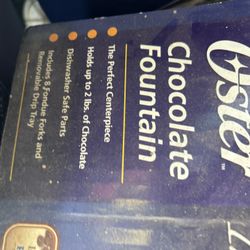 Oster
Chocolate
Fountain
The Perfect Centerpiece
Holds up to 2 lbs. of Chocolate
Dishwasher Safe Parts
Includes 8 Fondue Forks and
Removable Drip Tray